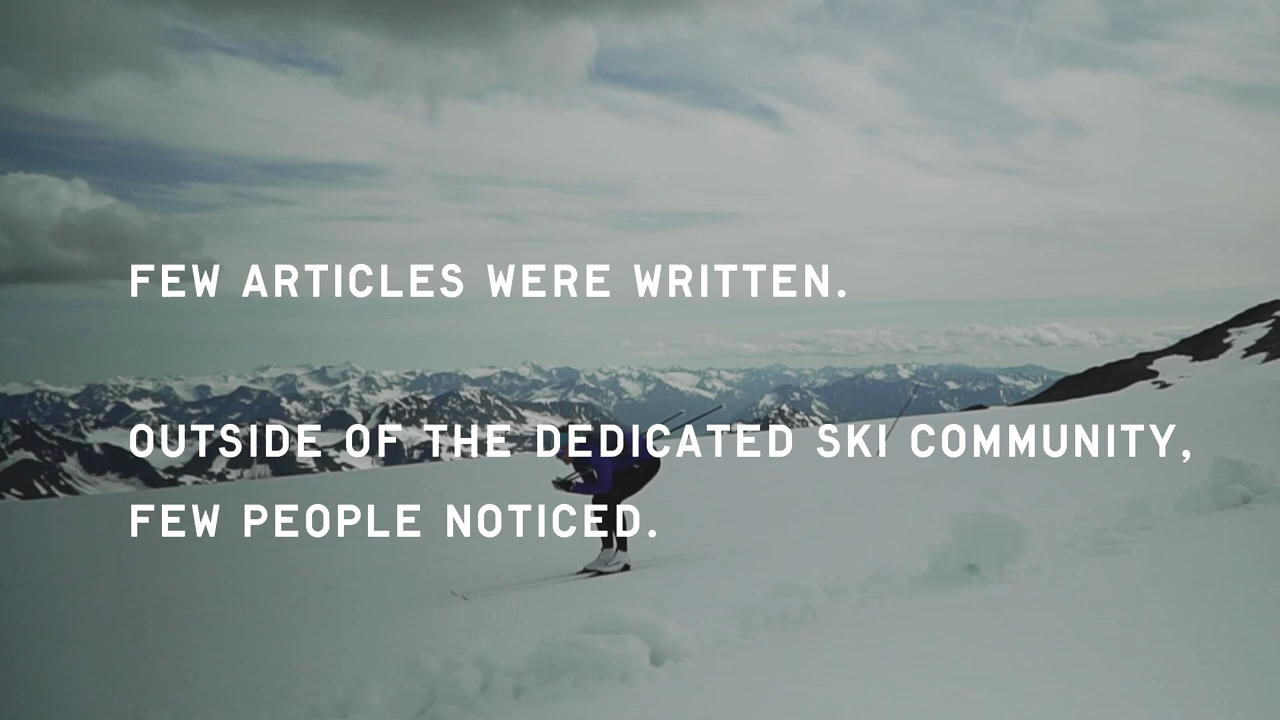 FEW ARTICLES WERE WRITTEN.
OUTSIDE OF THE DEDICATED SKI COMMUNITY,
FEW PEOPLE NOTICED.